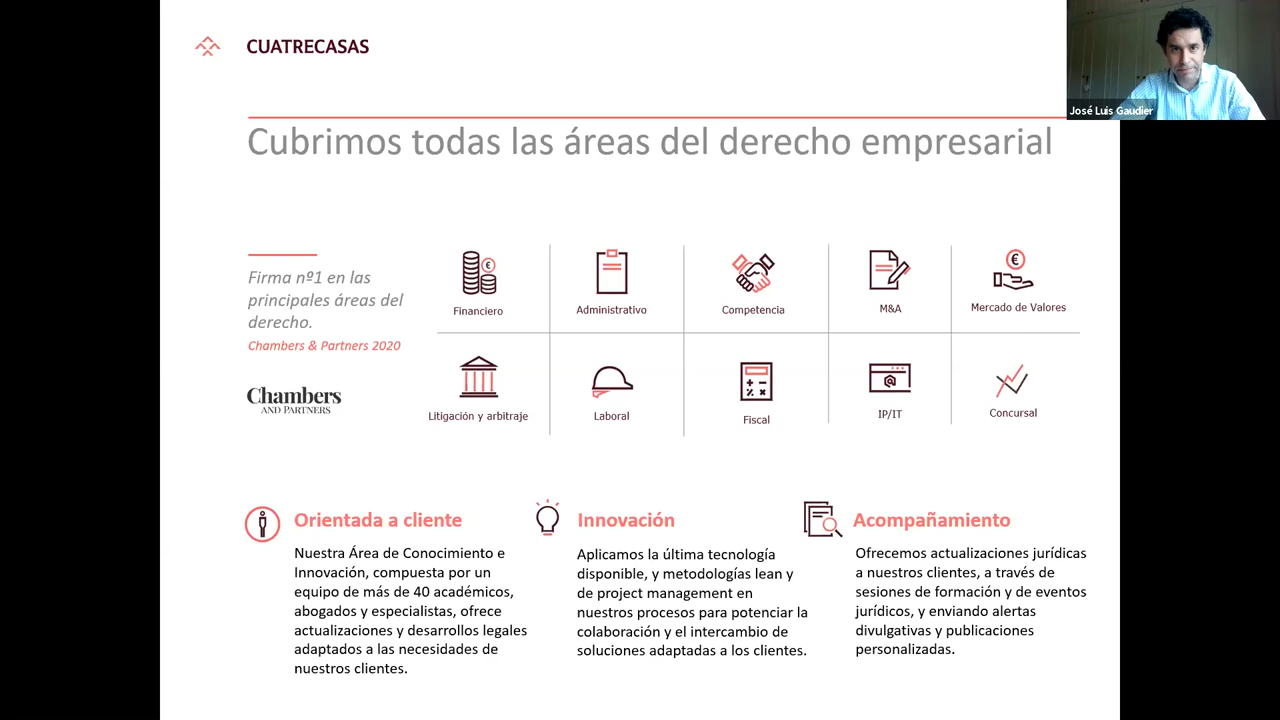 CUATRECASAS
José Luis Gaudier
Cubrimos todas las áreas del derecho empresarial
Firma nº1 en las
principales áreas del
derecho.
Chambers & Partners 2020
Chambers
AND PARTNERS
Financiero
Administrativo
Competencia
M&A
Mercado de Valores
Litigación y arbitraje
Laboral
Fiscal
IP/IT
Concursal
Orientada a cliente
Nuestra Área de Conocimiento e
Innovación, compuesta por un
equipo de más de 40 académicos,
abogados y especialistas, ofrece
actualizaciones y desarrollos legales
adaptados a las necesidades de
nuestros clientes.
Innovación
Aplicamos la última tecnología
disponible, y metodologías lean y
de project management en
nuestros procesos para potenciar la
colaboración y el intercambio de
soluciones adaptadas a los clientes.
Acompañamiento
Ofrecemos actualizaciones jurídicas
a nuestros clientes, a través de
sesiones de formación y de eventos
jurídicos, y enviando alertas
divulgativas y publicaciones
personalizadas.